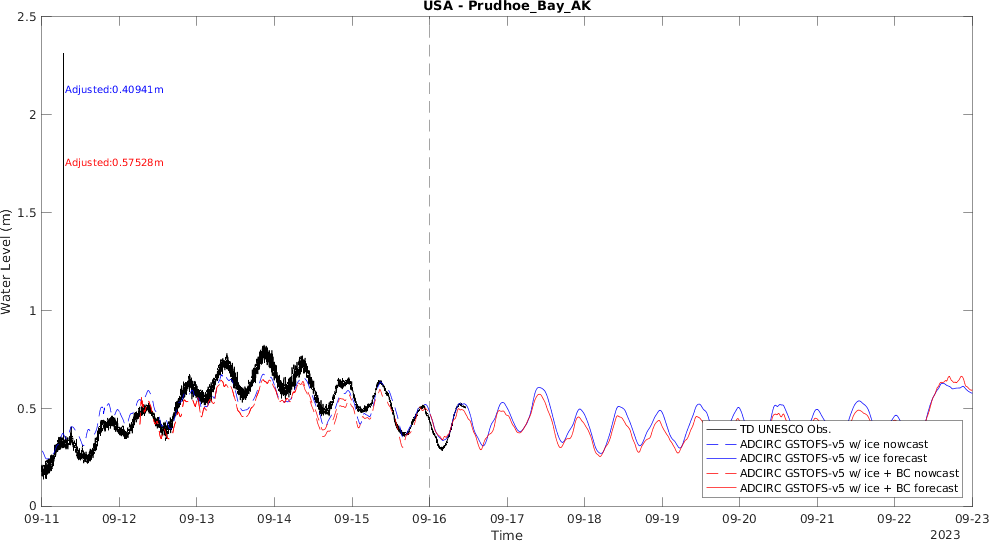 USA - Prudhoe_Bay_AK
2.5
2
1.5
1
0.5
0
Water Level (m)
Adjusted:0.40941m
Adjusted:0.57528m
TD UNESCO Obs.
ADCIRC GSTOFS-v5 w/ ice nowcast
ADCIRC GSTOFS-v5 w/ ice forecast
ADCIRC GSTOFS-v5 w/ ice + BC nowcast
ADCIRC GSTOFS-v5 w/ ice + BC forecast
09-11 09-12 09-13 09-14 09-15 09-16 09-17 09-18 09-19 09-20 09-21 09-22 09-23
Time
2023